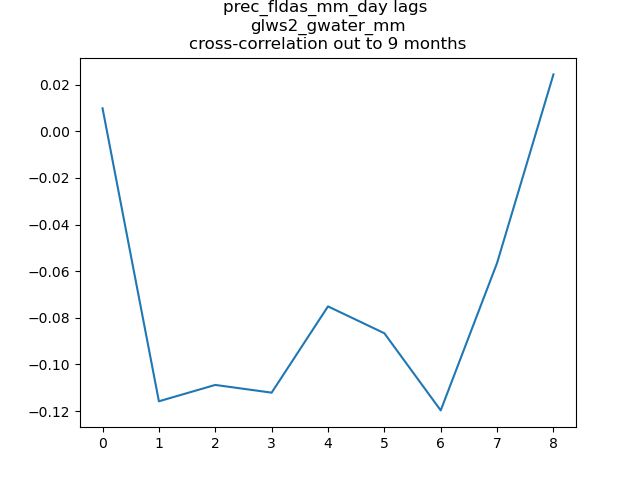 prec_fldas_mm_day lags
glws2_gwater_mm
cross-correlation out to 9 months
0.02
0.00
−0.02
−0.04
−0.06
−0.08
−0.10
−0.12
0 1 2 3 4 5 6 7 8